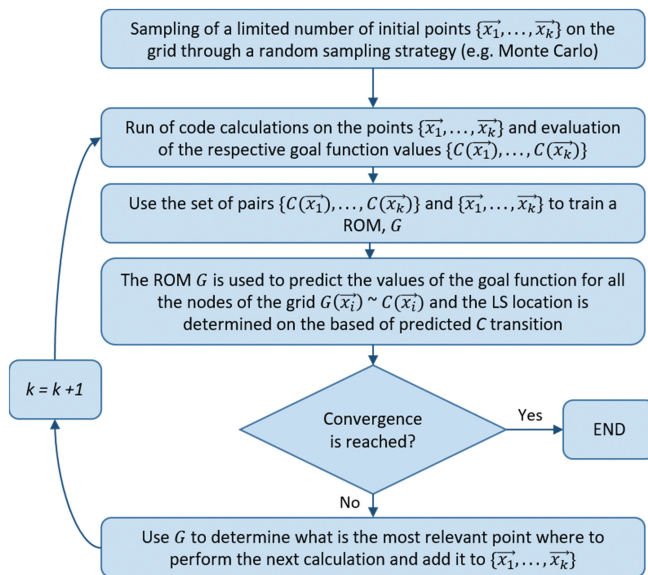 Sampling of a limited number of initial points {x⃗₁, . . . , x⃗ₖ} on the
grid through a random sampling strategy (e.g. Monte Carlo)
Run of code calculations on the points {x⃗₁, . . . , x⃗ₖ} and evaluation
of the respective goal function values {C(x⃗₁), . . . , C(x⃗ₖ)}
Use the set of pairs {C(x⃗₁), . . . , C(x⃗ₖ)} and {x⃗₁, . . . , x⃗ₖ} to train a
ROM, G
The ROM G is used to predict the values of the goal function for all
the nodes of the grid G(x⃗ᵢ) ~ C(x⃗ᵢ) and the LS location is
determined on the based of predicted C transition
k = k +1
Convergence
is reached?
Yes
END
No
Use G to determine what is the most relevant point where to
perform the next calculation and add it to {x⃗₁, . . . , x⃗ₖ}